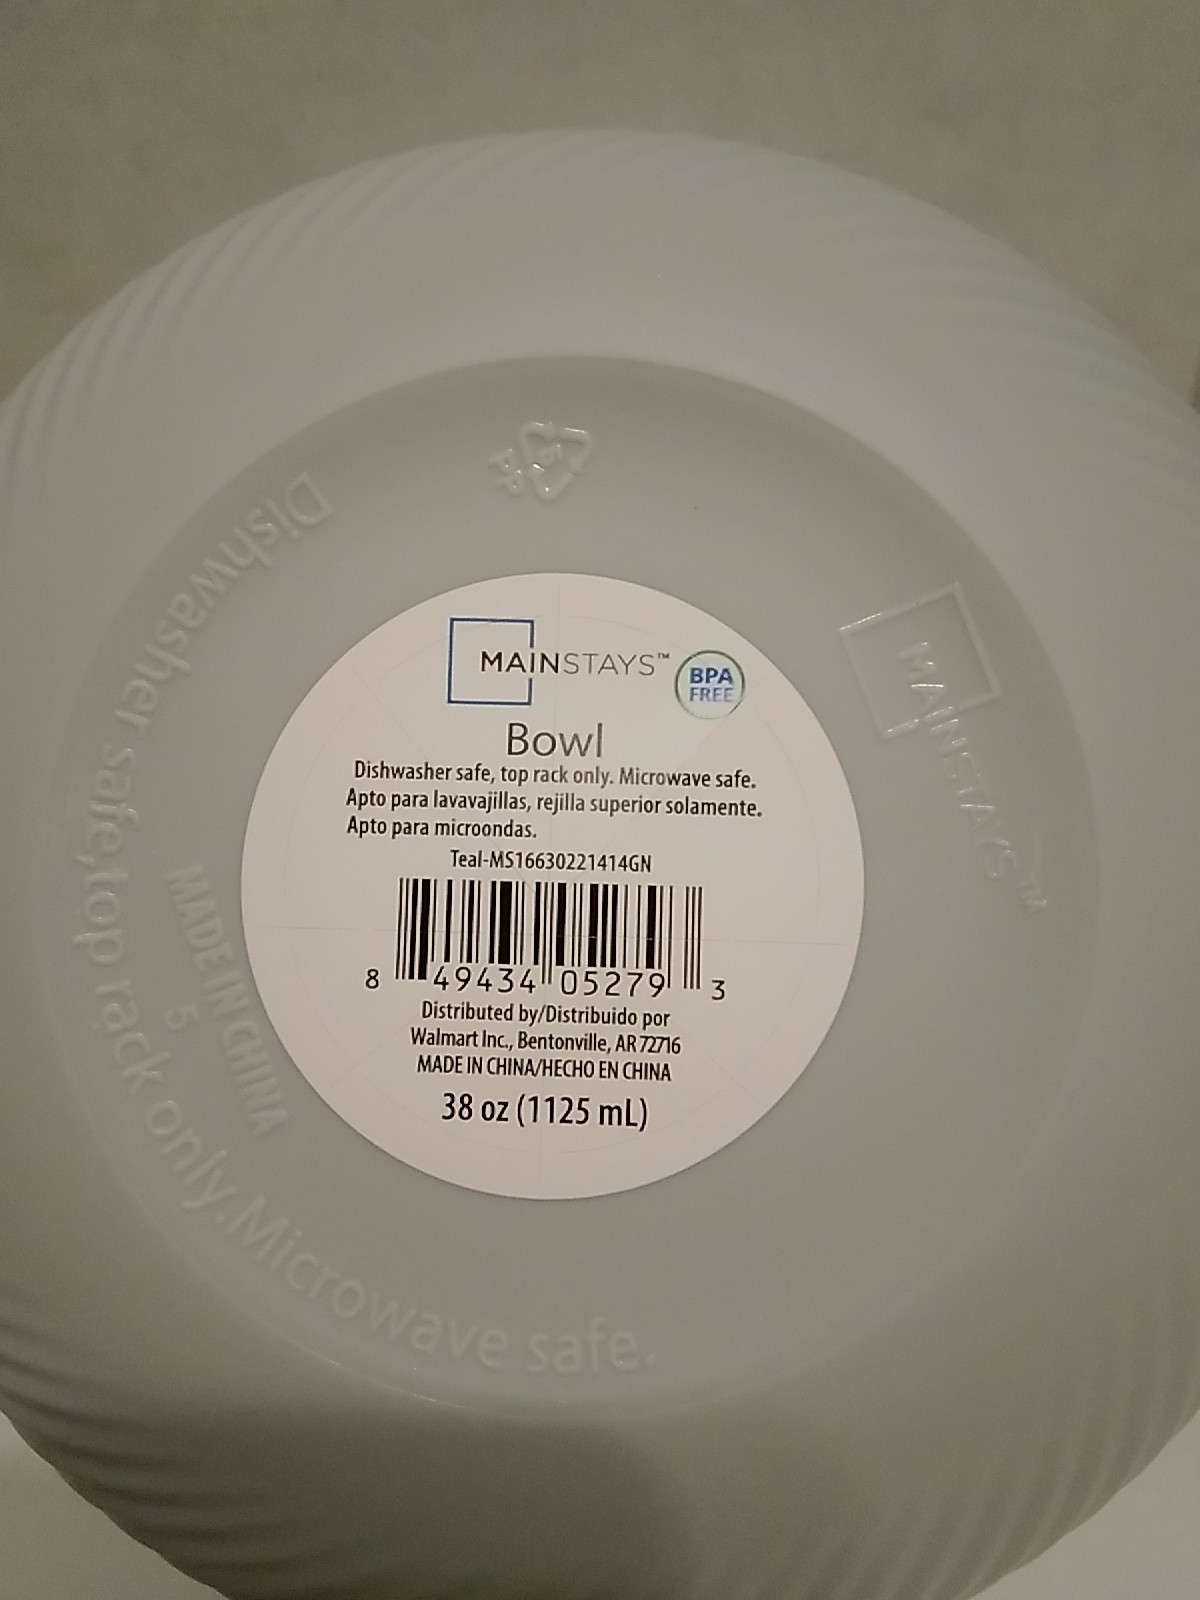 5
PP
MAINSTAYS™
BPA
FREE
Bowl
Dishwasher safe, top rack only. Microwave safe.
Apto para lavavajillas, rejilla superior solamente.
Apto para microondas.
Teal-MS16630221414GN
8 49434 05279 3
Distributed by/Distribuido por
Walmart Inc., Bentonville, AR 72716
MADE IN CHINA/HECHO EN CHINA
38 oz (1125 mL)
MAINSTAYS™
Dishwasher safe,top rack only.Microwave safe.
MADE IN CHINA
5